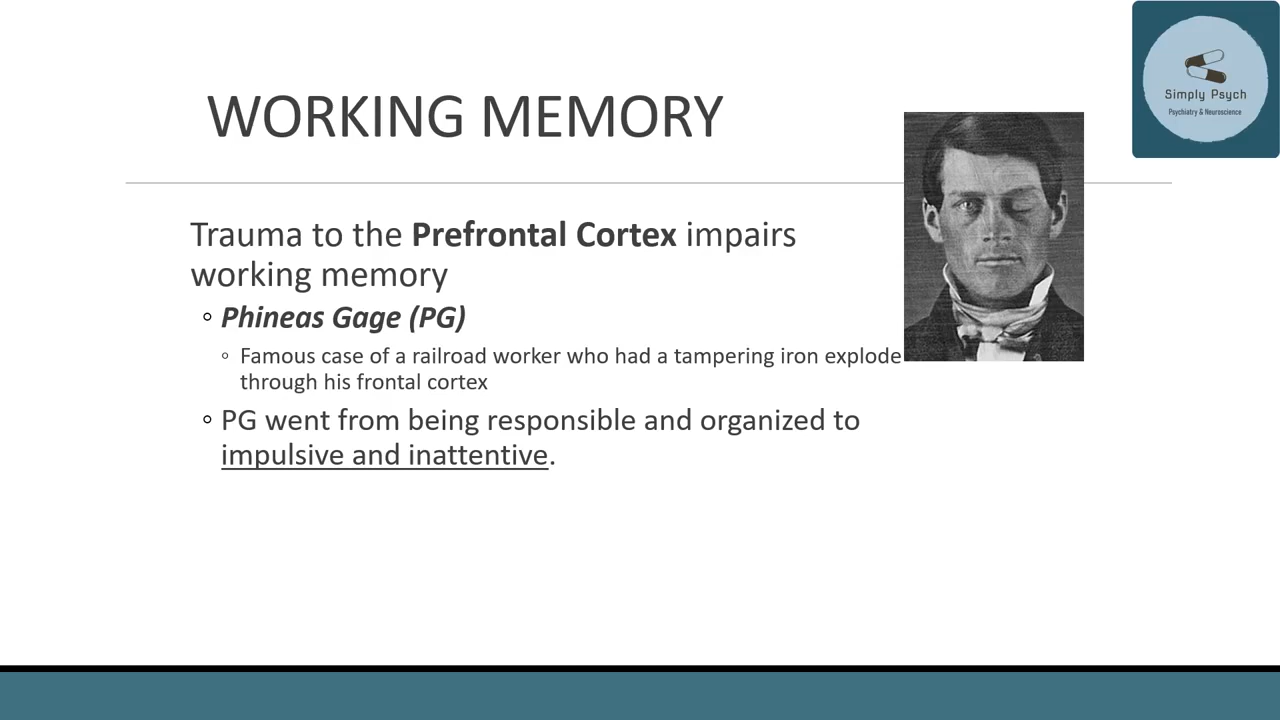 Simply Psych
Psychiatry & Neuroscience
WORKING MEMORY
Trauma to the Prefrontal Cortex impairs
working memory
◦ Phineas Gage (PG)
◦ Famous case of a railroad worker who had a tampering iron explode
through his frontal cortex
◦ PG went from being responsible and organized to
impulsive and inattentive.